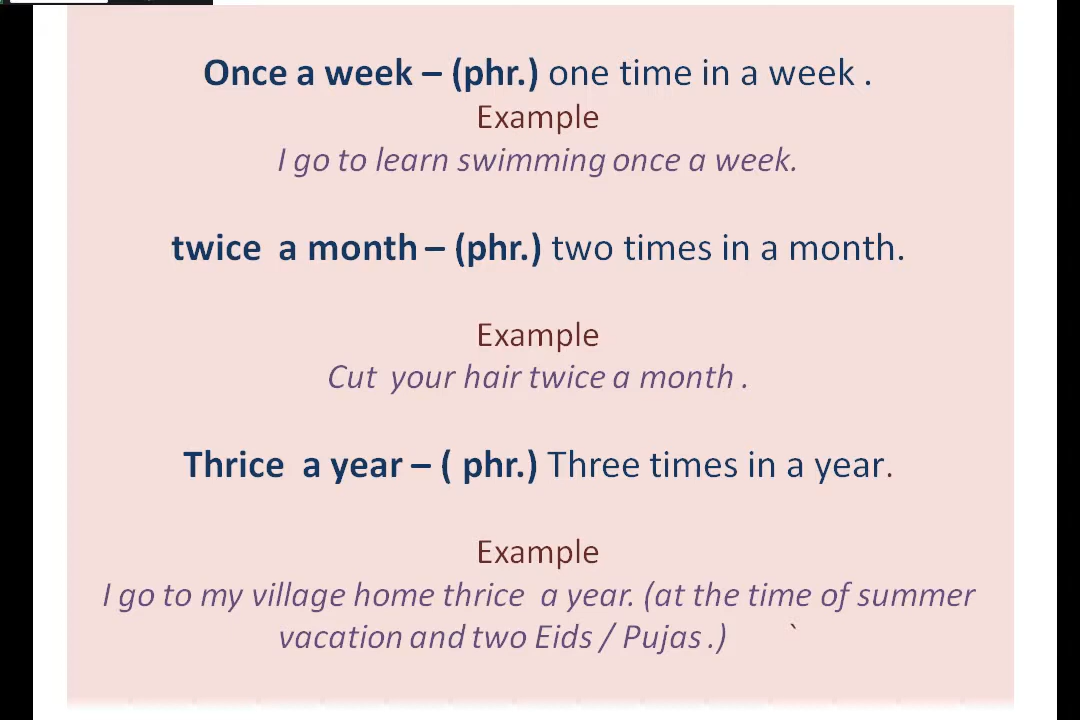 Once a week – (phr.) one time in a week .
Example
I go to learn swimming once a week.
twice a month – (phr.) two times in a month.
Example
Cut your hair twice a month .
Thrice a year – ( phr.) Three times in a year.
Example
I go to my village home thrice a year. (at the time of summer
vacation and two Eids / Pujas .) `